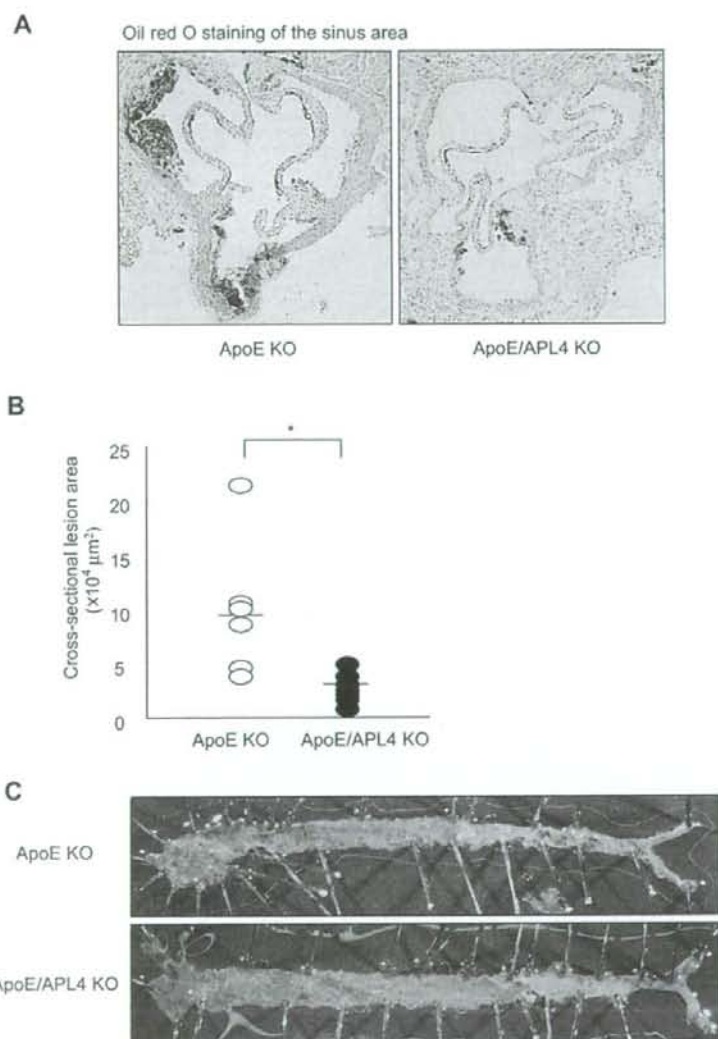 A
Oil red O staining of the sinus area
ApoE KO
ApoE/APL4 KO
B
Cross-sectional lesion area
(x10⁴ μm²)
25
20
15
10
5
0
*
ApoE KO
ApoE/APL4 KO
C
ApoE KO
ApoE/APL4 KO